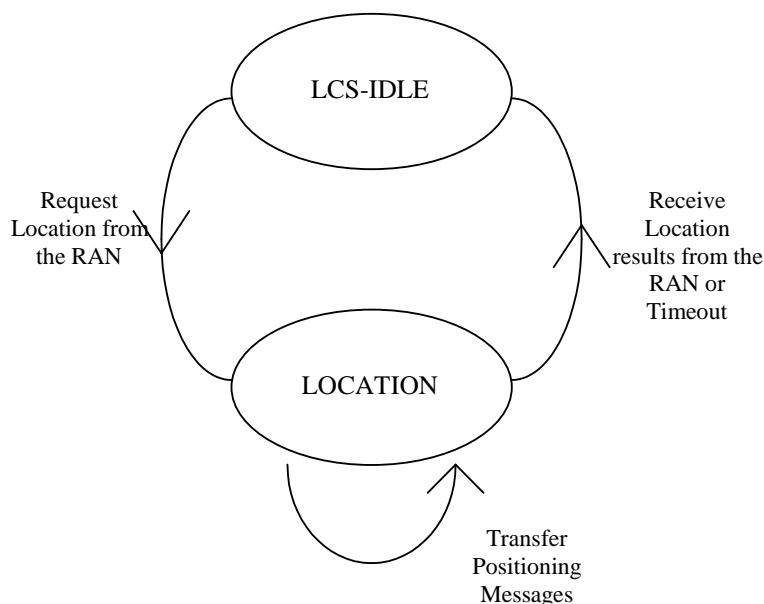 LCS-IDLE
Request
Location from
the RAN
Receive
Location
results from the
RAN or
Timeout
LOCATION
Transfer
Positioning
Messages